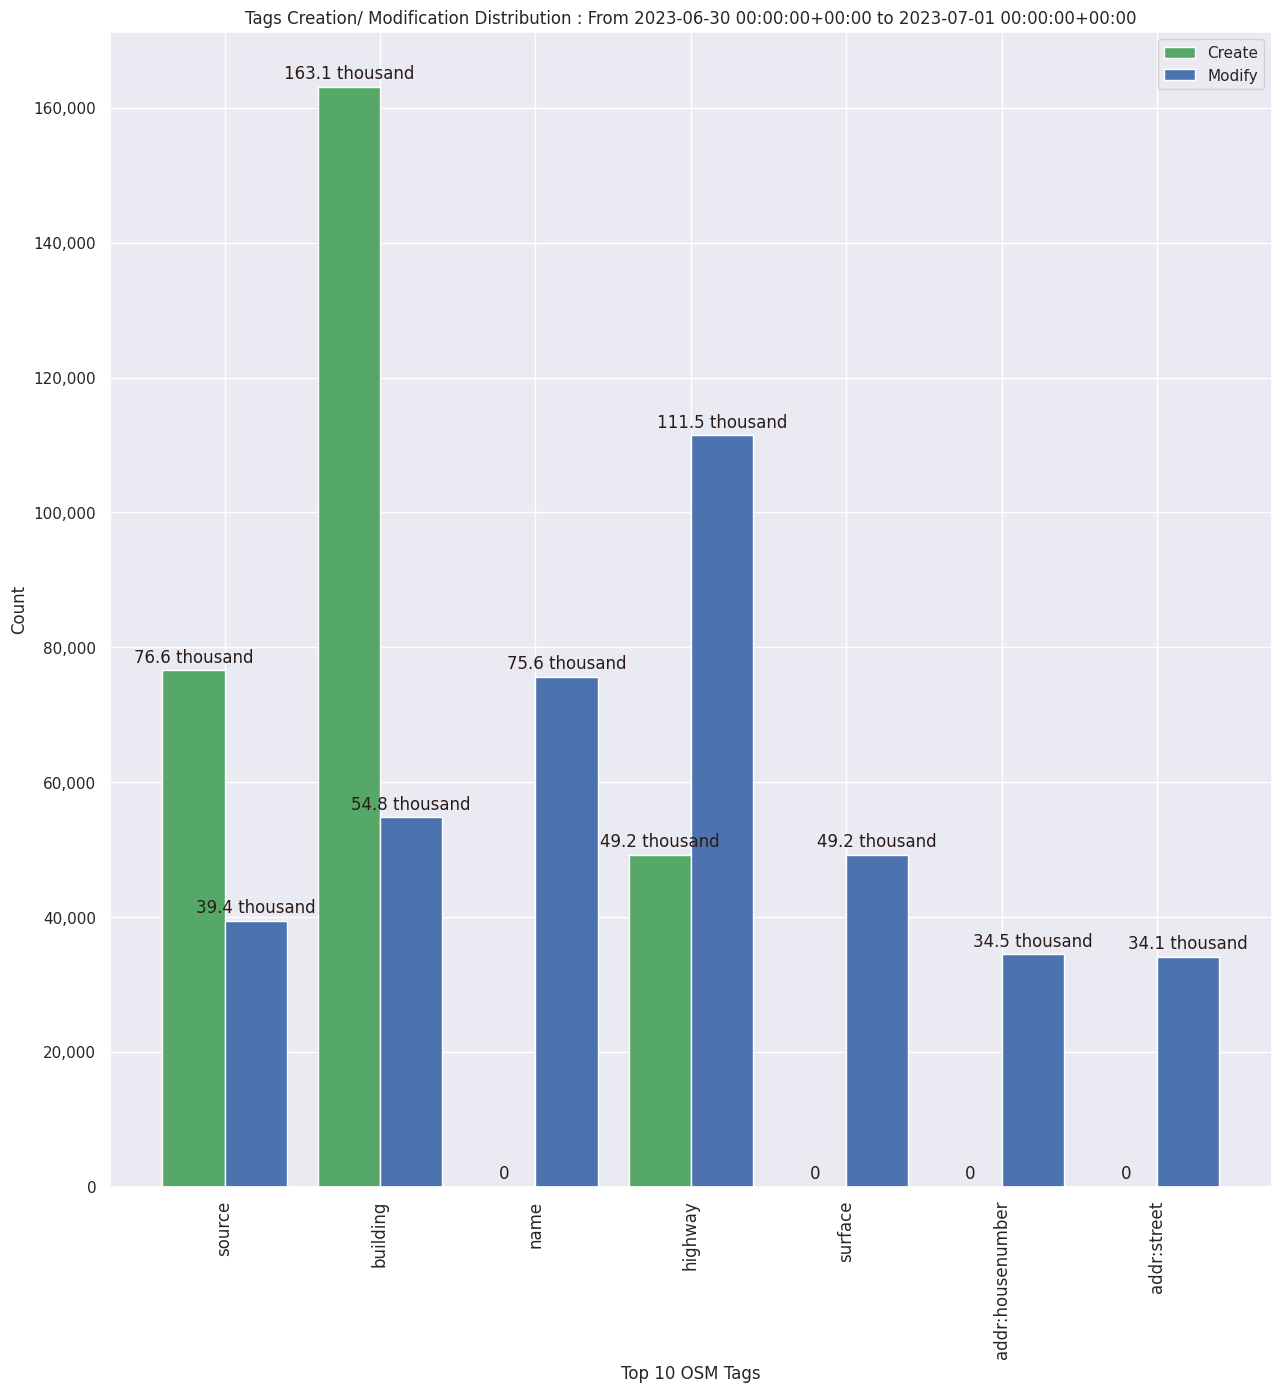 Tags Creation/ Modification Distribution : From 2023-06-30 00:00:00+00:00 to 2023-07-01 00:00:00+00:00
Create
Modify
163.1 thousand
160,000
140,000
120,000
111.5 thousand
100,000
Count
80,000
76.6 thousand
75.6 thousand
60,000
54.8 thousand
49.2 thousand
49.2 thousand
40,000
39.4 thousand
34.5 thousand
34.1 thousand
20,000
0
0
0
0
0
source
building
name
highway
surface
addr:housenumber
addr:street
Top 10 OSM Tags